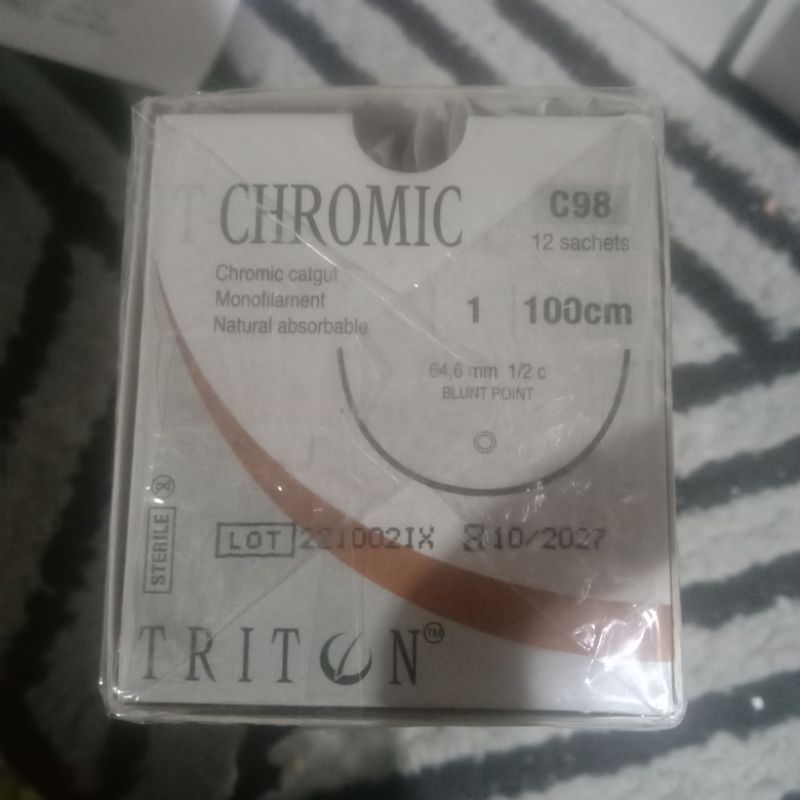 CHROMIC
C98
12 sachets
Chromic catgut
Monofilament
Natural absorbable
1 100cm
64,6 mm 1/2 c
BLUNT POINT
STERILE
LOT 221002IX 10/2027
TRITON™